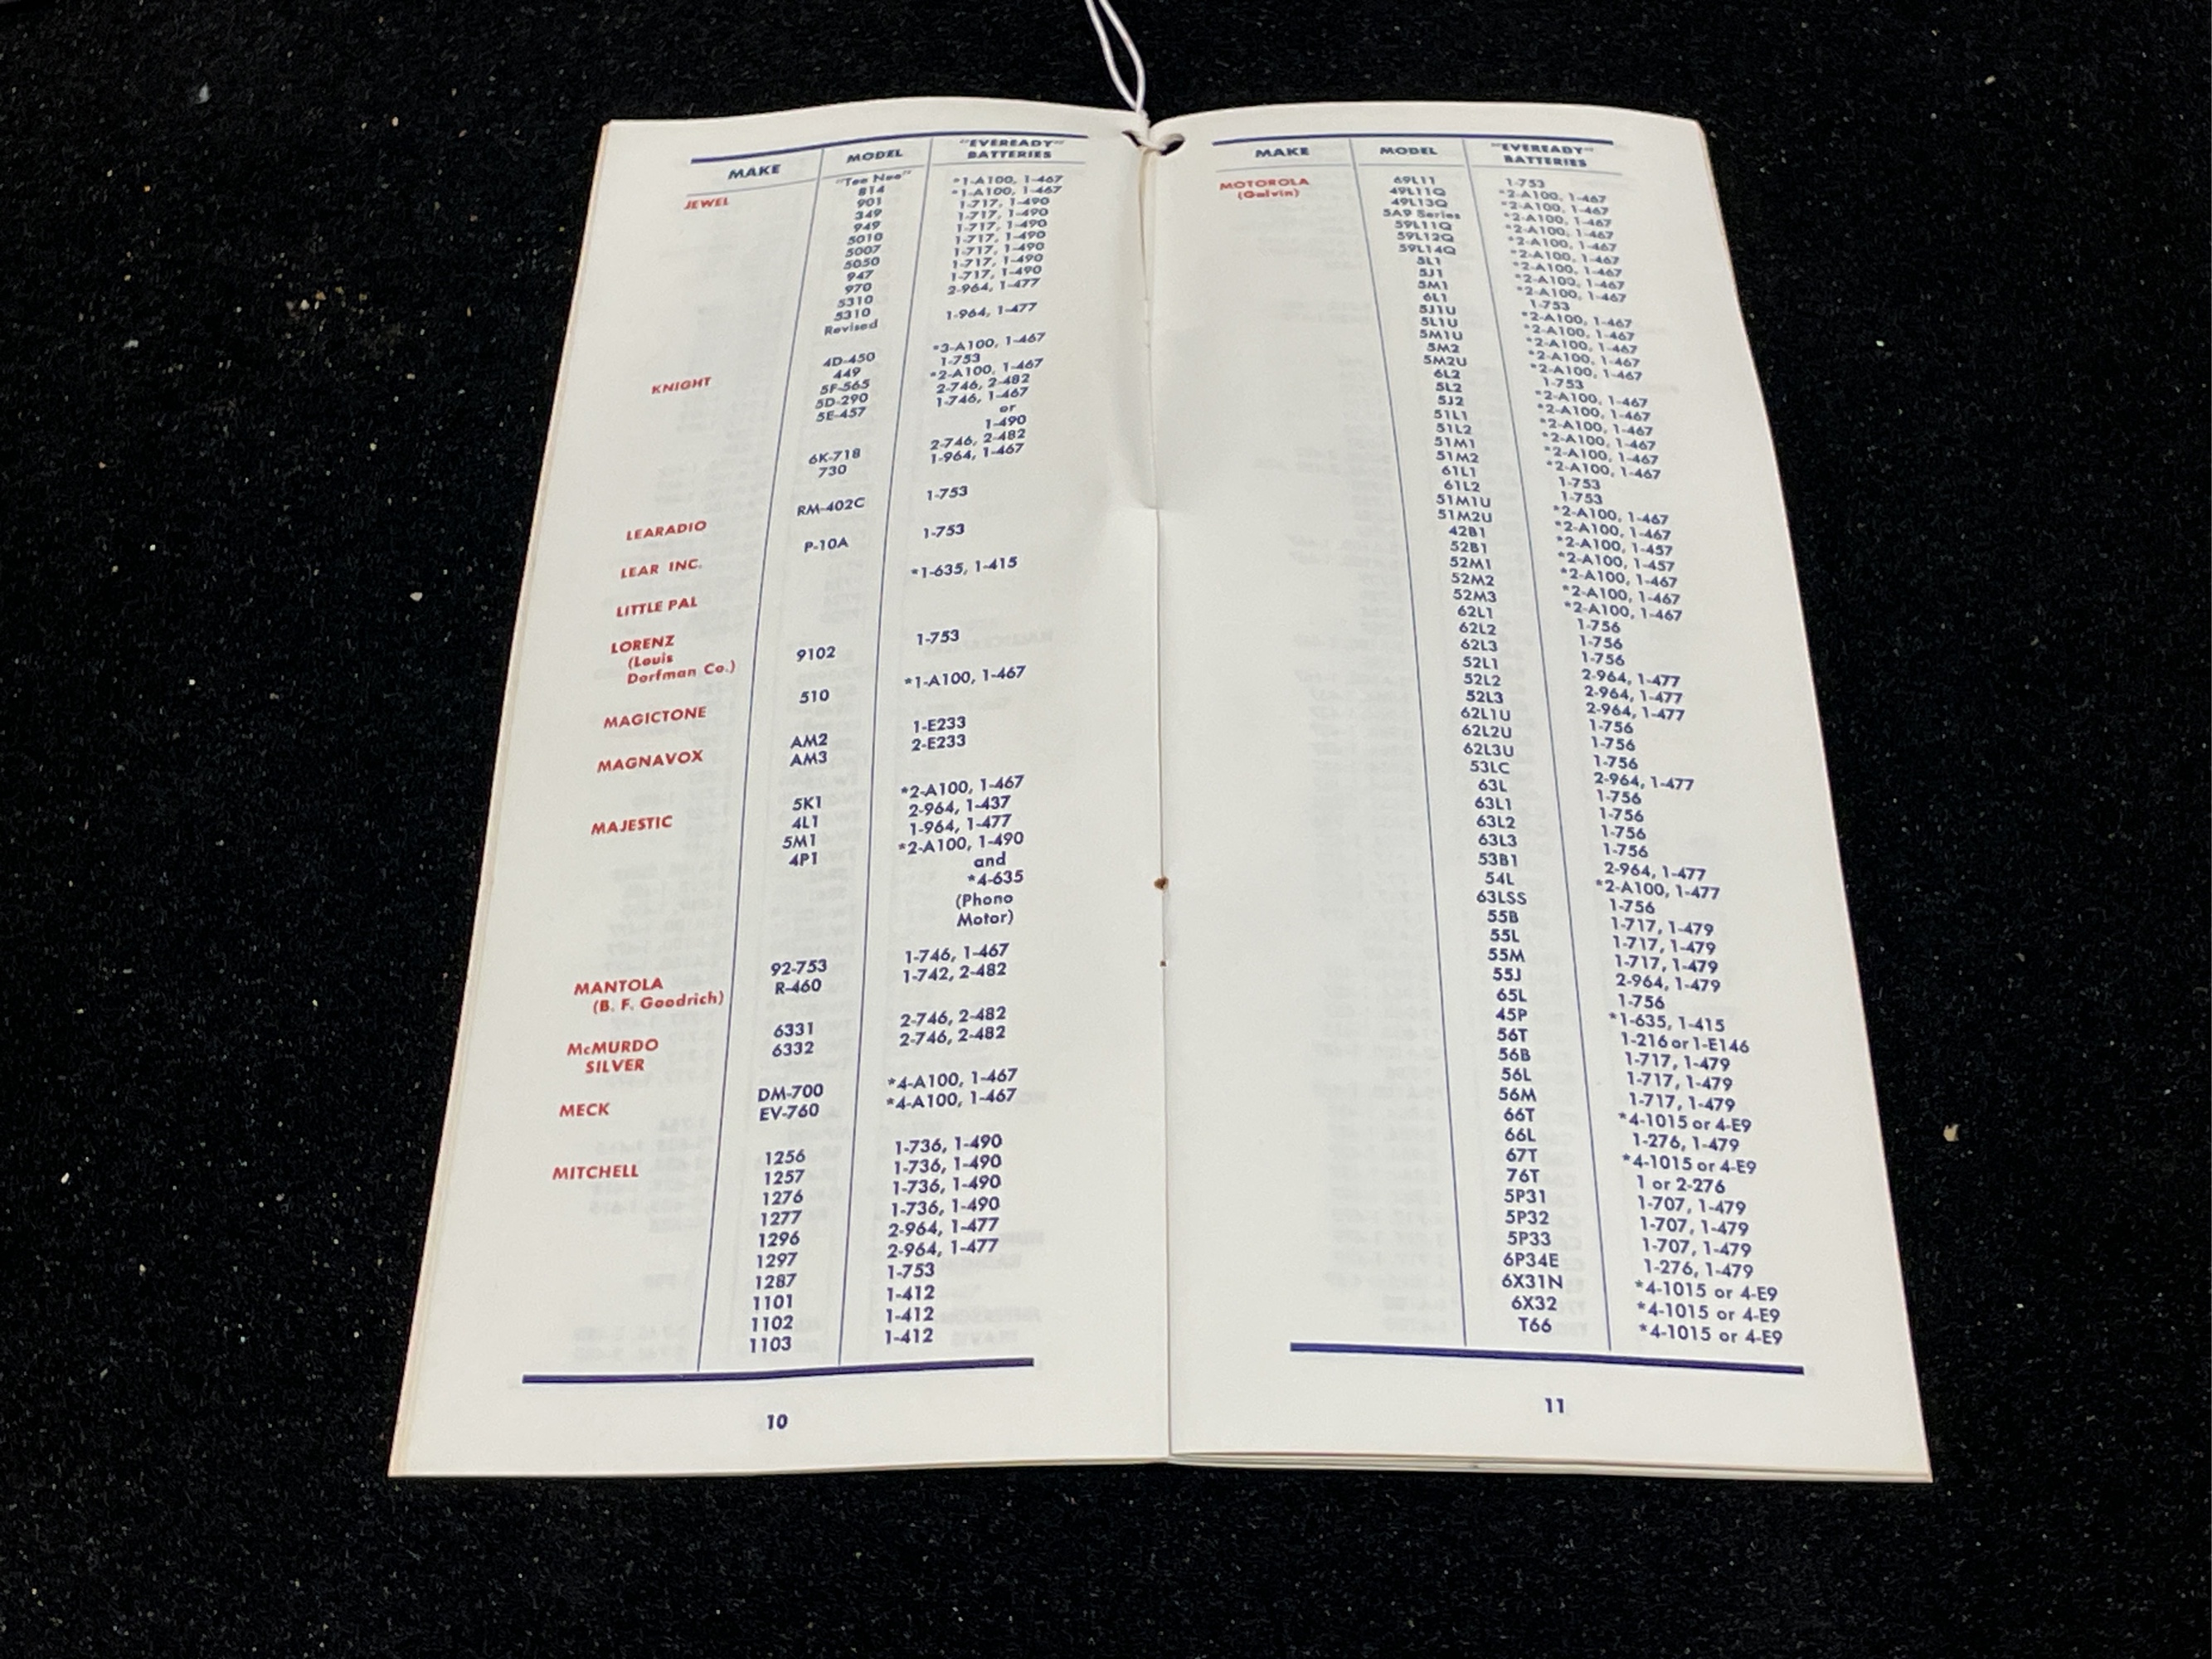 MAKE MODEL "EVEREADY" BATTERIES
JEWEL "Tee Nee" *1-A100, 1-467
814 *1-A100, 1-467
901 1-717, 1-490
349 1-717, 1-490
949 1-717, 1-490
5010 1-717, 1-490
5007 1-717, 1-490
5050 1-717, 1-490
947 1-717, 1-490
970 1-717, 1-490
5310 2-964, 1-477
5310
Revised 1-964, 1-477
KNIGHT 4D-450 *3-A100, 1-467
449 1-753
5F-565 *2-A100, 1-467
5D-290 2-746, 2-482
5E-457 1-746, 1-467
or
1-490
6K-718 2-746, 2-482
730 1-964, 1-467
LEARADIO RM-402C 1-753
LEAR INC. P-10A 1-753
LITTLE PAL *1-635, 1-415
LORENZ
(Louis
Dorfman Co.) 9102 1-753
MAGICTONE 510 *1-A100, 1-467
MAGNAVOX AM2 1-E233
AM3 2-E233
MAJESTIC 5K1 *2-A100, 1-467
4L1 2-964, 1-437
5M1 1-964, 1-477
4P1 *2-A100, 1-490
and
*4-635
(Phono
Motor)
MANTOLA 92-753 1-746, 1-467
(B. F. Goodrich) R-460 1-742, 2-482
McMURDO 6331 2-746, 2-482
SILVER 6332 2-746, 2-482
MECK DM-700 *4-A100, 1-467
EV-760 *4-A100, 1-467
MITCHELL 1256 1-736, 1-490
1257 1-736, 1-490
1276 1-736, 1-490
1277 1-736, 1-490
1296 2-964, 1-477
1297 2-964, 1-477
1287 1-753
1101 1-412
1102 1-412
1103 1-412
10
MAKE MODEL "EVEREADY" BATTERIES
MOTOROLA 69L11 1-753
(Galvin) 49L11Q *2-A100, 1-467
49L13Q *2-A100, 1-467
5A9 Series *2-A100, 1-467
59L11Q *2-A100, 1-467
59L12Q *2-A100, 1-467
59L14Q *2-A100, 1-467
5L1 *2-A100, 1-467
5J1 *2-A100, 1-467
5M1 *2-A100, 1-467
6L1 1-753
5J1U *2-A100, 1-467
5L1U *2-A100, 1-467
5M1U *2-A100, 1-467
5M2 *2-A100, 1-467
5M2U *2-A100, 1-467
6L2 1-753
5L2 *2-A100, 1-467
5J2 *2-A100, 1-467
51L1 *2-A100, 1-467
51L2 *2-A100, 1-467
51M1 *2-A100, 1-467
51M2 *2-A100, 1-467
61L1 1-753
61L2 1-753
51M1U *2-A100, 1-467
51M2U *2-A100, 1-467
42B1 *2-A100, 1-457
52B1 *2-A100, 1-457
52M1 *2-A100, 1-467
52M2 *2-A100, 1-467
52M3 *2-A100, 1-467
62L1 1-756
62L2 1-756
62L3 1-756
52L1 2-964, 1-477
52L2 2-964, 1-477
52L3 2-964, 1-477
62L1U 1-756
62L2U 1-756
62L3U 1-756
53LC 2-964, 1-477
63L 1-756
63L1 1-756
63L2 1-756
63L3 1-756
53B1 2-964, 1-477
54L *2-A100, 1-477
63LSS 1-756
55B 1-717, 1-479
55L 1-717, 1-479
55M 1-717, 1-479
55J 2-964, 1-479
65L 1-756
45P *1-635, 1-415
56T 1-216 or 1-E146
56B 1-717, 1-479
56L 1-717, 1-479
56M 1-717, 1-479
66T *4-1015 or 4-E9
66L 1-276, 1-479
67T *4-1015 or 4-E9
76T 1 or 2-276
5P31 1-707, 1-479
5P32 1-707, 1-479
5P33 1-707, 1-479
6P34E 1-276, 1-479
6X31N *4-1015 or 4-E9
6X32 *4-1015 or 4-E9
T66 *4-1015 or 4-E9
11